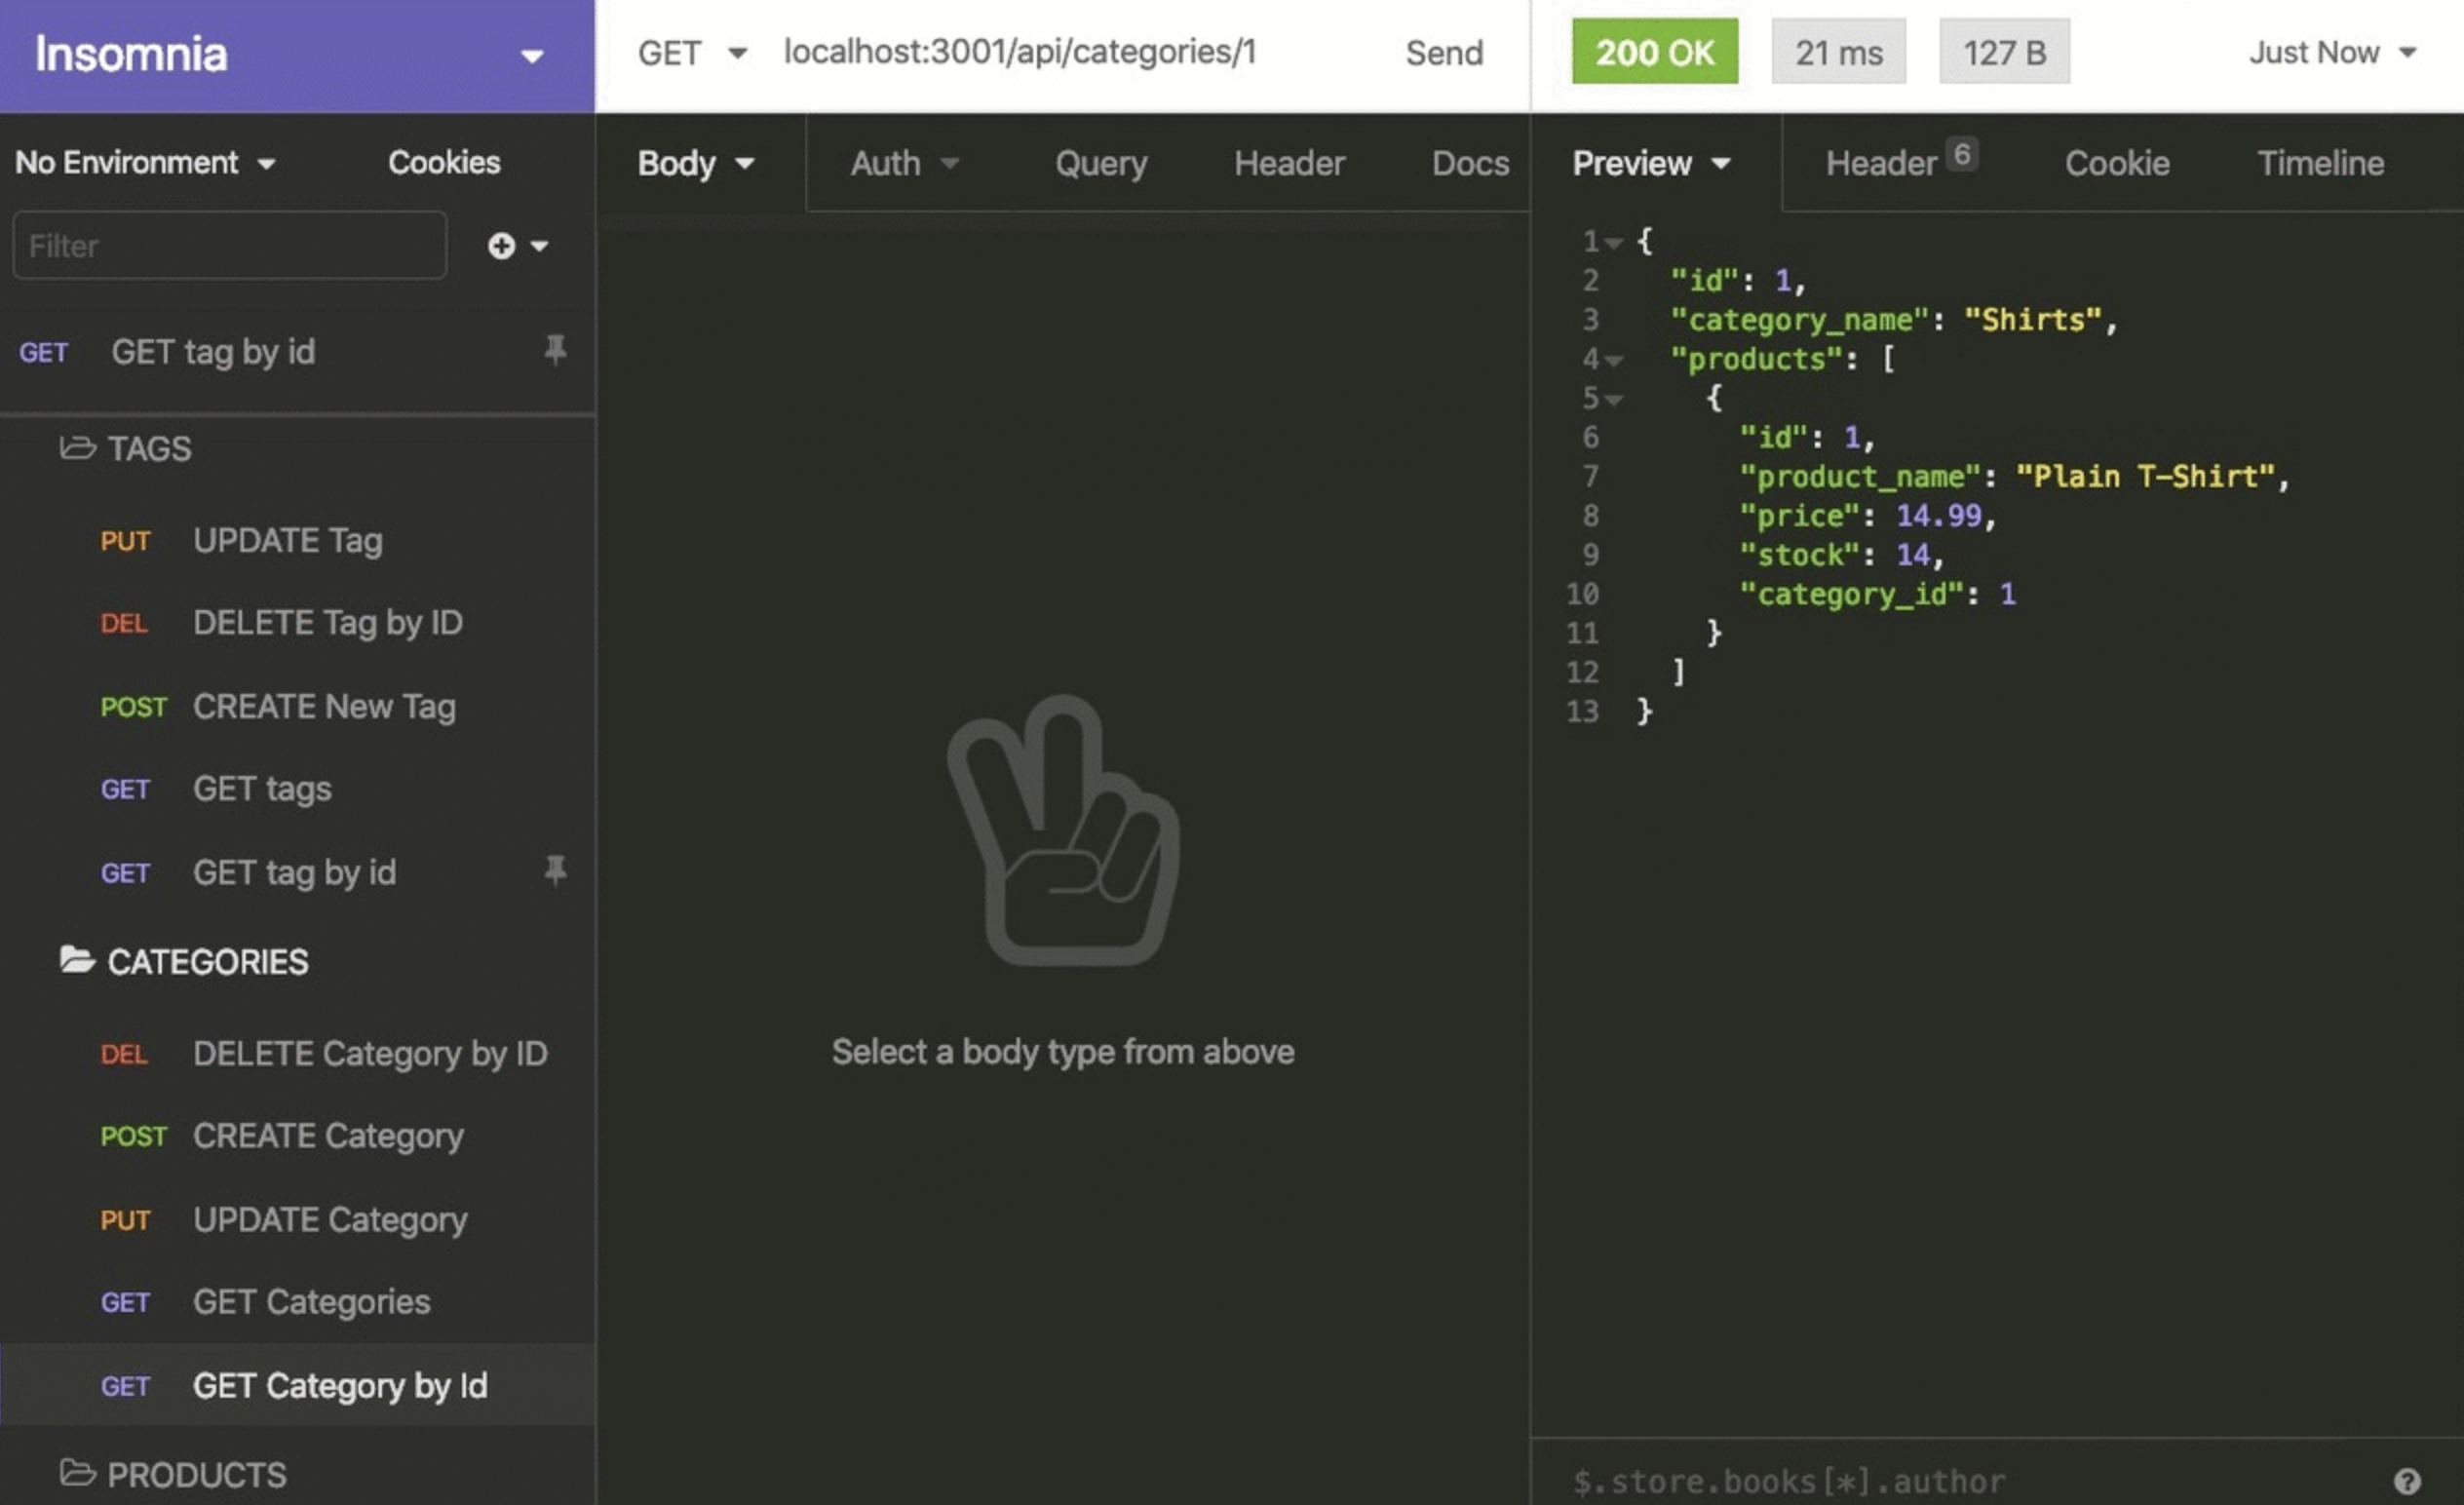 Insomnia
GET localhost:3001/api/categories/1 Send
200 OK 21 ms 127 B Just Now
No Environment Cookies
Filter
GET GET tag by id
TAGS
PUT UPDATE Tag
DEL DELETE Tag by ID
POST CREATE New Tag
GET GET tags
GET GET tag by id
CATEGORIES
DEL DELETE Category by ID
POST CREATE Category
PUT UPDATE Category
GET GET Categories
GET GET Category by Id
PRODUCTS
Body Auth Query Header Docs
Select a body type from above
Preview Header 6 Cookie Timeline
1 {
2 "id": 1,
3 "category_name": "Shirts",
4 "products": [
5 {
6 "id": 1,
7 "product_name": "Plain T-Shirt",
8 "price": 14.99,
9 "stock": 14,
10 "category_id": 1
11 }
12 ]
13 }
$.store.books[*].author ?